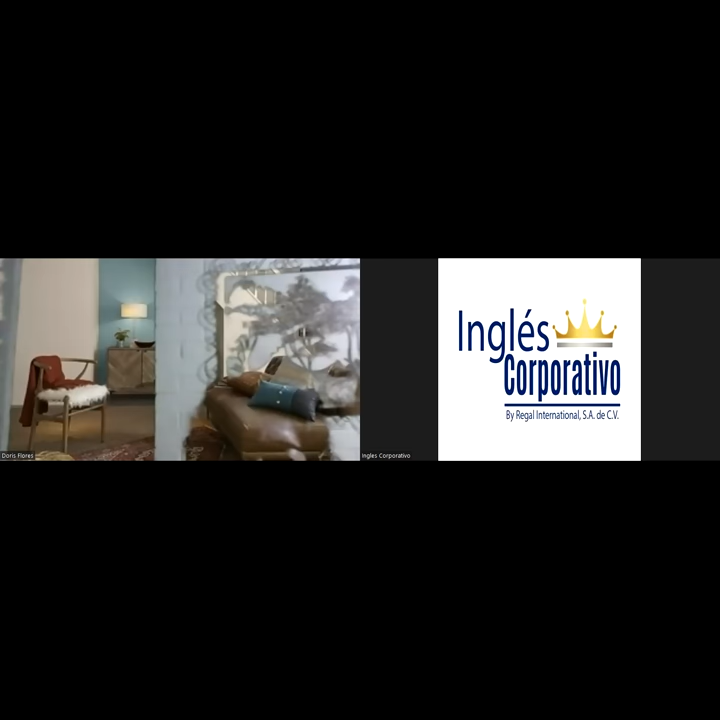 Inglés
Corporativo
By Regal International, S.A. de C.V.
Doris Flores
Ingles Corporativo